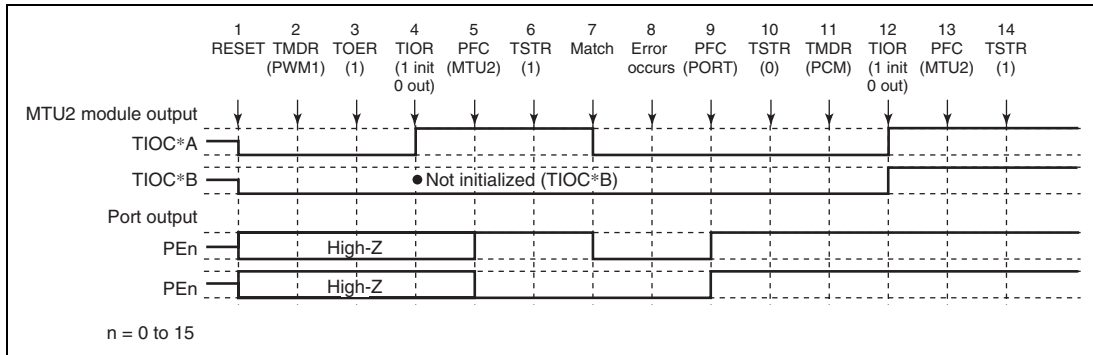 1 2 3 4 5 6 7 8 9 10 11 12 13 14
RESET TMDR TOER TIOR PFC TSTR Match Error PFC TSTR TMDR TIOR PFC TSTR
(PWM1) (1) (1 init (MTU2) (1) occurs (PORT) (0) (PCM) (1 init (MTU2) (1)
0 out) 0 out)
MTU2 module output
TIOC*A
TIOC*B ●Not initialized (TIOC*B)
Port output
PEn High-Z
PEn High-Z
n = 0 to 15